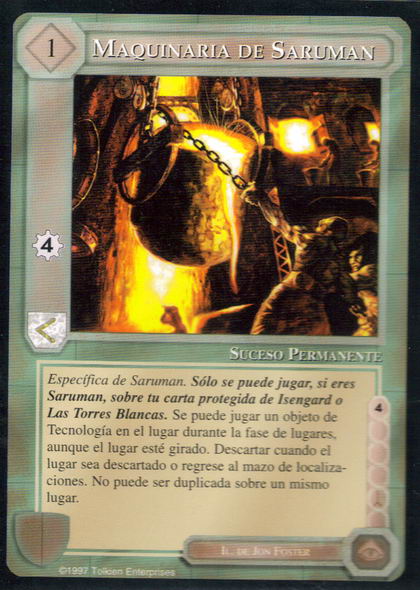 1
MAQUINARIA DE SARUMAN
4
SUCESO PERMANENTE
Específica de Saruman. Sólo se puede jugar, si eres
Saruman, sobre tu carta protegida de Isengard o
Las Torres Blancas. Se puede jugar un objeto de
Tecnología en el lugar durante la fase de lugares,
aunque el lugar esté girado. Descartar cuando el
lugar sea descartado o regrese al mazo de localiza-
ciones. No puede ser duplicada sobre un mismo
lugar.
4
IL. DE JON FOSTER
©1997 Tolkien Enterprises